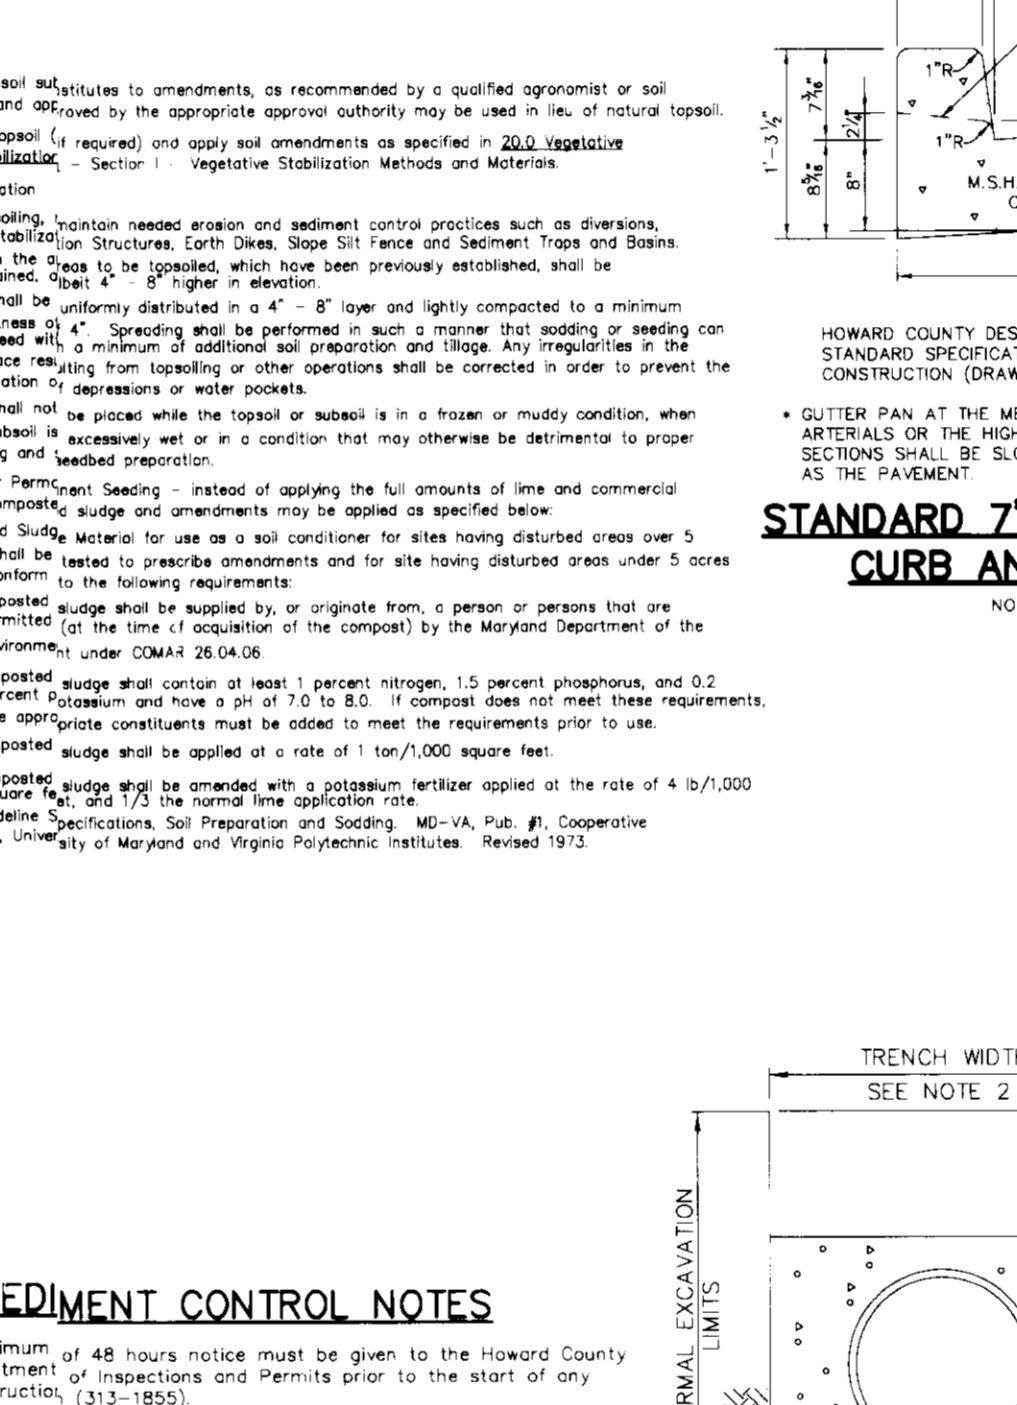 soil substitutes to amendments, as recommended by a qualified agronomist or soil
and approved by the appropriate approval authority may be used in lieu of natural topsoil.
opsoil (if required) and apply soil amendments as specified in 20.0 Vegetative
ilization - Section I - Vegetative Stabilization Methods and Materials.
ation
oiling, maintain needed erosion and sediment control practices such as diversions,
tabilization Structures, Earth Dikes, Slope Silt Fence and Sediment Traps and Basins.
n the areas to be topsoiled, which have been previously established, shall be
ined, albeit 4" - 8" higher in elevation.
hall be uniformly distributed in a 4" - 8" layer and lightly compacted to a minimum
ness of 4". Spreading shall be performed in such a manner that sodding or seeding can
eed with a minimum of additional soil preparation and tillage. Any irregularities in the
ace resulting from topsoiling or other operations shall be corrected in order to prevent the
ation of depressions or water pockets.
hall not be placed while the topsoil or subsoil is in a frozen or muddy condition, when
ubsoil is excessively wet or in a condition that may otherwise be detrimental to proper
g and seedbed preparation.
r Permanent Seeding - instead of applying the full amounts of lime and commercial
omposted sludge and amendments may be applied as specified below:
d Sludge Material for use as a soil conditioner for sites having disturbed areas over 5
hall be tested to prescribe amendments and for site having disturbed areas under 5 acres
onform to the following requirements:
posted sludge shall be supplied by, or originate from, a person or persons that are
rmitted (at the time of acquisition of the compost) by the Maryland Department of the
vironment under COMAR 26.04.06.
posted sludge shall contain at least 1 percent nitrogen, 1.5 percent phosphorus, and 0.2
rcent potassium and have a pH of 7.0 to 8.0. If compost does not meet these requirements,
e appropriate constituents must be added to meet the requirements prior to use.
posted sludge shall be applied at a rate of 1 ton/1,000 square feet.
posted sludge shall be amended with a potassium fertilizer applied at the rate of 4 lb/1,000
uare feet, and 1/3 the normal lime application rate.
deline Specifications, Soil Preparation and Sodding. MD-VA, Pub. #1, Cooperative
, University of Maryland and Virginia Polytechnic Institutes. Revised 1973.
1"R
7 3/16"
1'-3 1/2"
2 1/4"
1"R
8 5/16"
8"
M.S.H.
C
HOWARD COUNTY DES
STANDARD SPECIFICAT
CONSTRUCTION (DRAW
* GUTTER PAN AT THE ME
ARTERIALS OR THE HIGH
SECTIONS SHALL BE SLO
AS THE PAVEMENT.
STANDARD 7"
CURB AN
NO
TRENCH WIDTH
SEE NOTE 2
RMAL EXCAVATION
LIMITS
EDIMENT CONTROL NOTES
imum of 48 hours notice must be given to the Howard County
tment of Inspections and Permits prior to the start of any
ruction (313-1855).